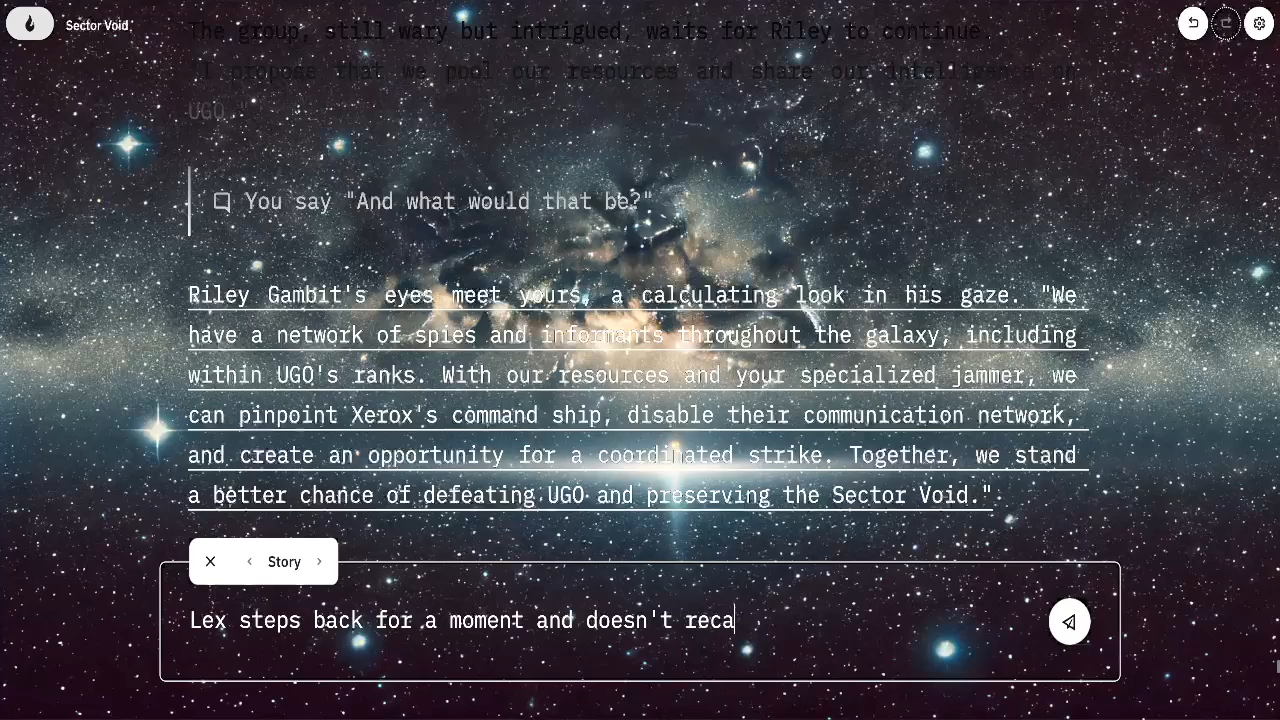 Sector Void
The group, still wary but intrigued, waits for Riley to continue.
"I propose that we pool our resources and share our intelligence on
UGO."
You say "And what would that be?"
Riley Gambit's eyes meet yours, a calculating look in his gaze. "We
have a network of spies and informants throughout the galaxy, including
within UGO's ranks. With our resources and your specialized jammer, we
can pinpoint Xerox's command ship, disable their communication network,
and create an opportunity for a coordinated strike. Together, we stand
a better chance of defeating UGO and preserving the Sector Void."
Story
Lex steps back for a moment and doesn't reca